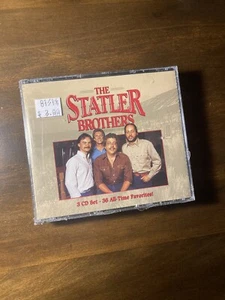 THE
STATLER
BROTHERS
3 CD Set - 36 All-Time Favorites!